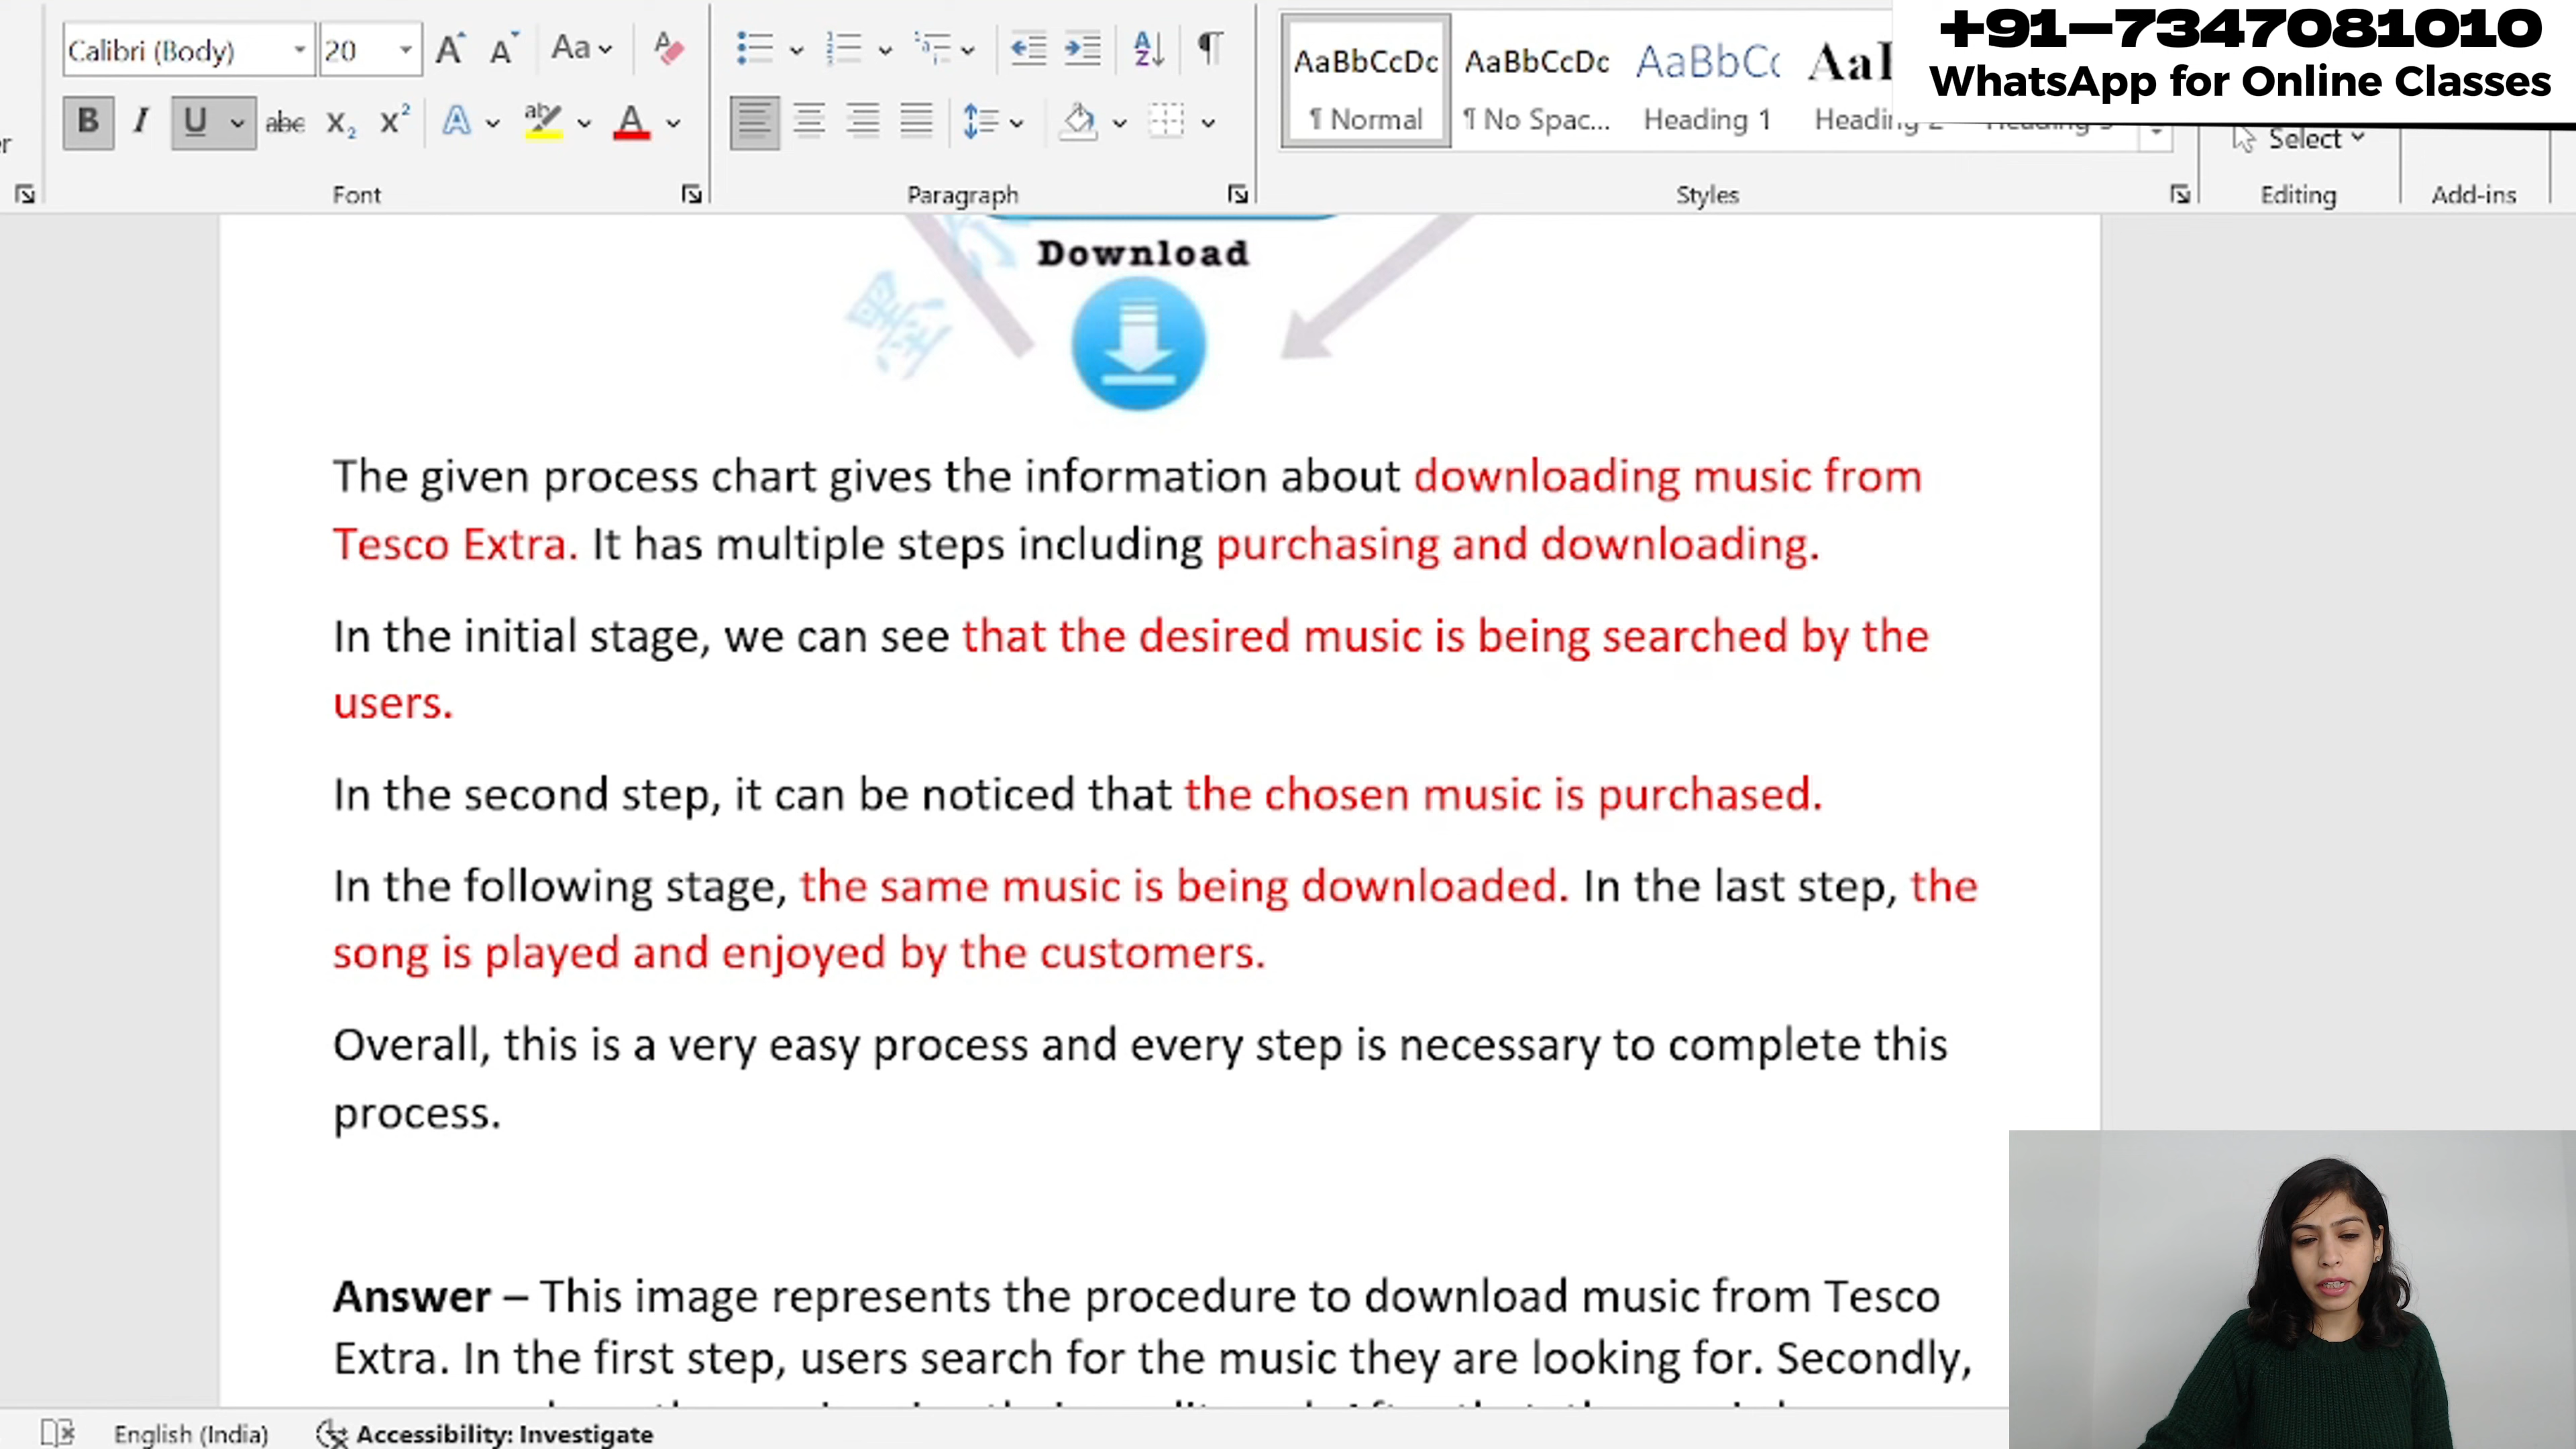 +91-7347081010
WhatsApp for Online Classes
Calibri (Body)
20
Aa
AaBbCcDc
AaBbCcDc
¶ Normal
¶ No Spac...
Heading 1
Select
Font
Paragraph
Styles
Editing
Add-ins
Download
The given process chart gives the information about downloading music from
Tesco Extra. It has multiple steps including purchasing and downloading.
In the initial stage, we can see that the desired music is being searched by the
users.
In the second step, it can be noticed that the chosen music is purchased.
In the following stage, the same music is being downloaded. In the last step, the
song is played and enjoyed by the customers.
Overall, this is a very easy process and every step is necessary to complete this
process.
Answer – This image represents the procedure to download music from Tesco
Extra. In the first step, users search for the music they are looking for. Secondly,
English (India)
Accessibility: Investigate